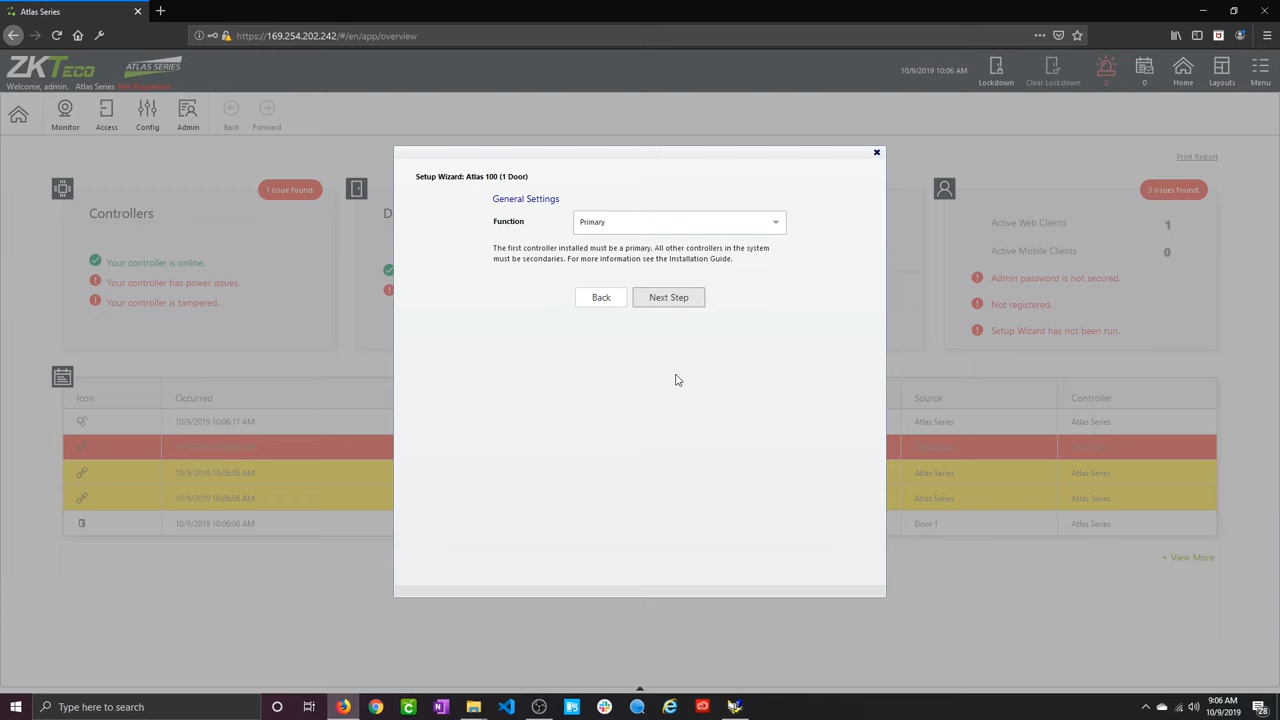 Atlas Series
https://169.254.202.242/#/en/app/overview
ZKTeco
ATLAS SERIES
Welcome, admin. Atlas Series
10/9/2019 10:06 AM
Lockdown
Clear Lockdown
2
0
Home
Layouts
Menu
Monitor
Access
Config
Admin
Back
Forward
Print Report
Setup Wizard: Atlas 100 (1 Door)
General Settings
Function
Primary
The first controller installed must be a primary. All other controllers in the system
must be secondaries. For more information see the Installation Guide.
Back
Next Step
Controllers
1 issue found.
Your controller is online.
Your controller has power issues.
Your controller is tampered.
D
3 issues found.
Active Web Clients 1
Active Mobile Clients 0
Admin password is not secured.
Not registered.
Setup Wizard has not been run.
Icon Occurred Source Controller
10/9/2019 10:06:11 AM Atlas Series Atlas Series
10/9/2019 10:06:06 AM Atlas Series Atlas Series
10/9/2019 10:06:06 AM Atlas Series Atlas Series
10/9/2019 10:06:06 AM Door 1 Atlas Series
+ View More
Type here to search
9:06 AM
10/9/2019
28